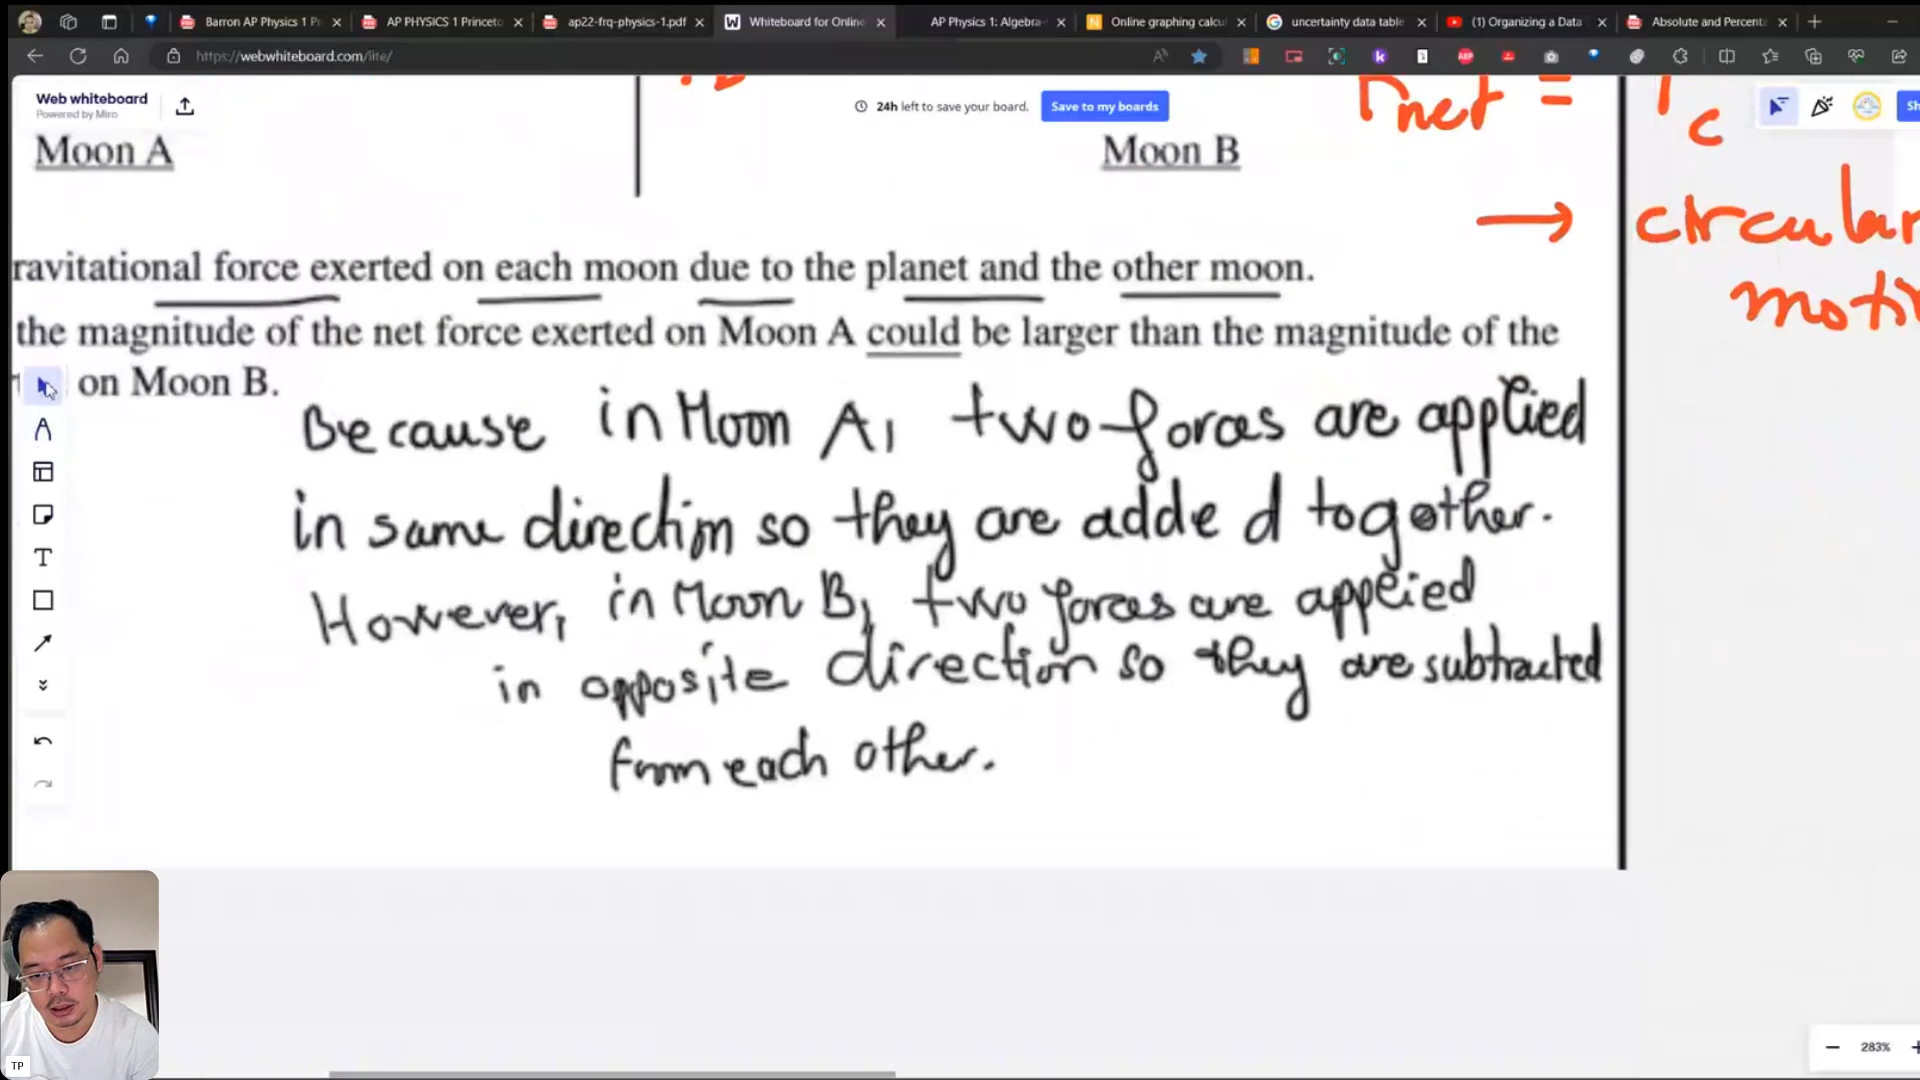 Barron AP Physics 1 Pr
AP PHYSICS 1 Princeto
ap22-frq-physics-1.pdf
Whiteboard for Online
AP Physics 1: Algebra-
Online graphing calcu
uncertainty data table
(1) Organizing a Data
Absolute and Percent
https://webwhiteboard.com/lite/
Web whiteboard
Powered by Miro
24h left to save your board.
Save to my boards
Sh
net =
c
Moon A
Moon B
→ circular
motio
ravitational force exerted on each moon due to the planet and the other moon.
the magnitude of the net force exerted on Moon A could be larger than the magnitude of the
on Moon B.
Because in Moon A, two forces are applied
in same direction so they are added together.
However, in Moon B, two forces are applied
in opposite direction so they are subtracted
from each other.
TP
283%